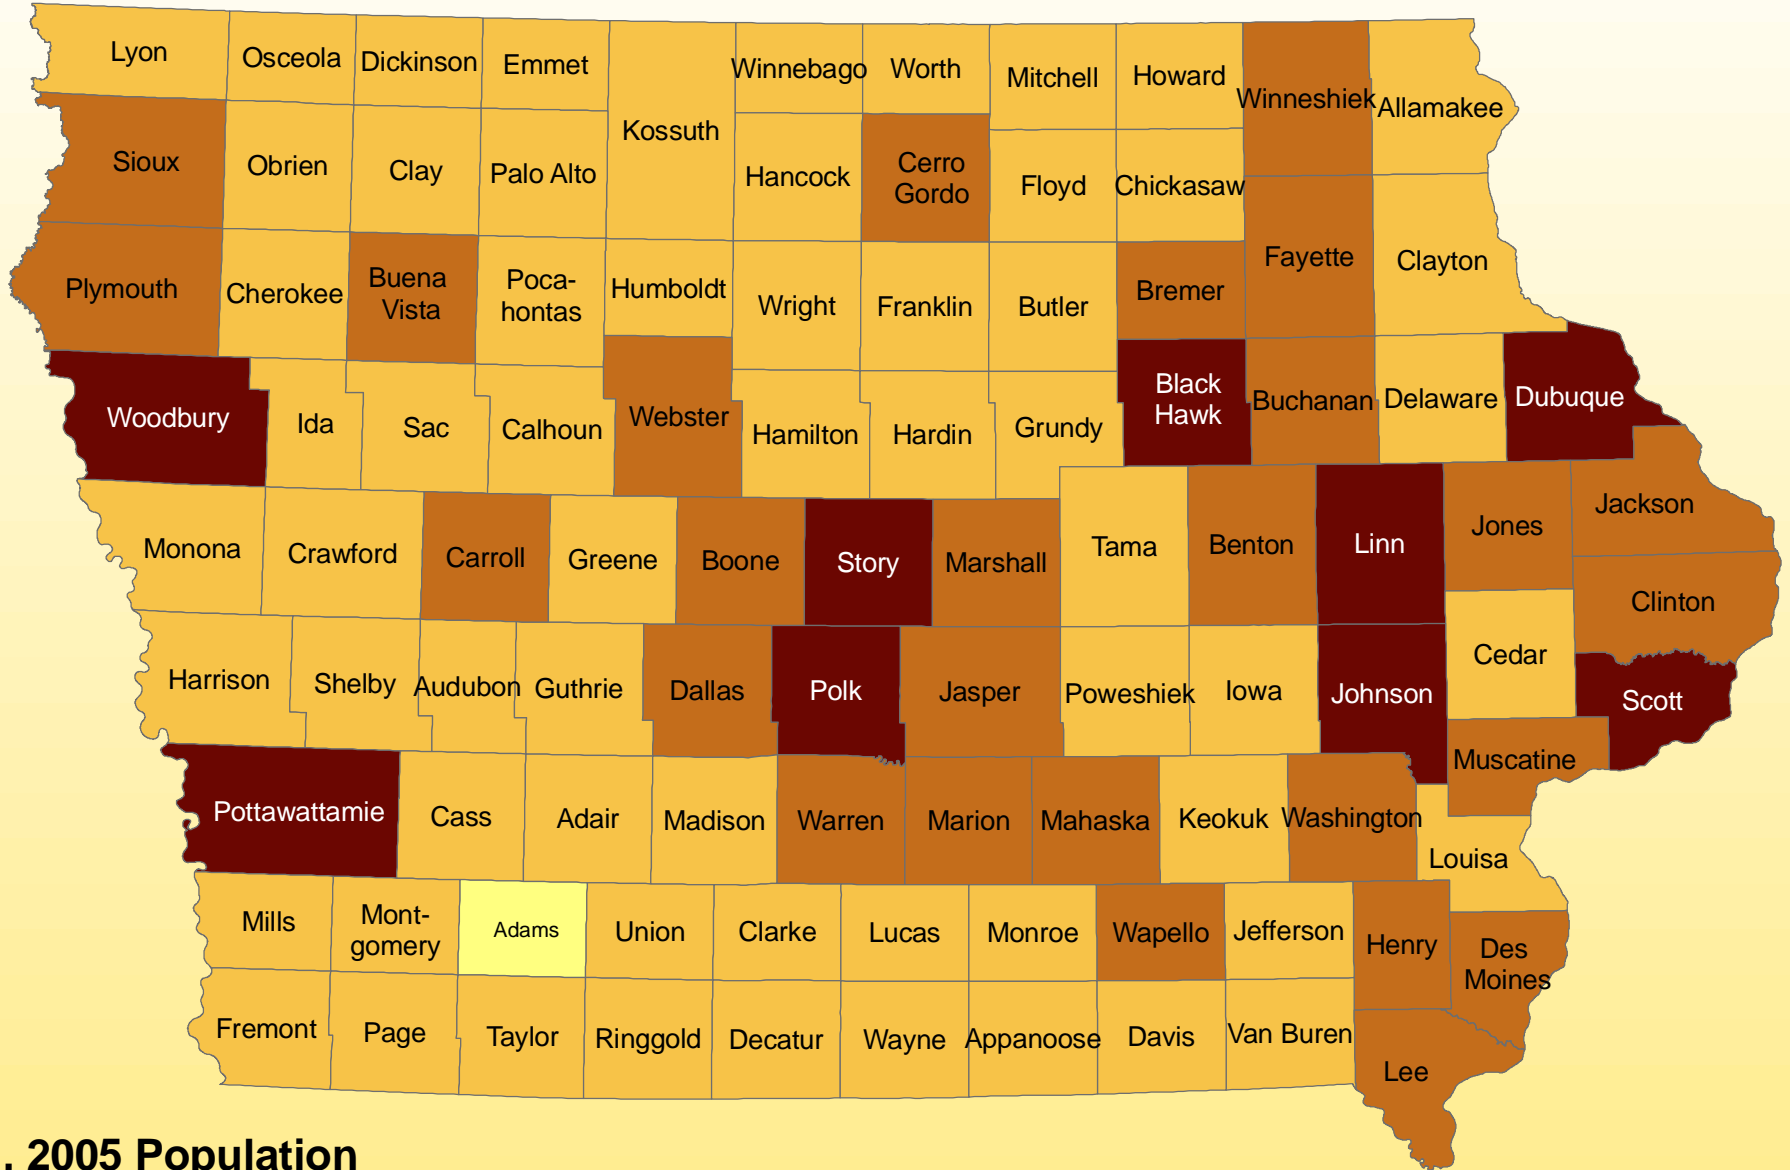 Lyon
Osceola
Dickinson
Emmet
Kossuth
Winnebago
Worth
Mitchell
Howard
Winneshiek
Allamakee
Sioux
Obrien
Clay
Palo Alto
Hancock
Cerro
Gordo
Floyd
Chickasaw
Fayette
Clayton
Plymouth
Cherokee
Buena
Vista
Poca-
hontas
Humboldt
Wright
Franklin
Butler
Bremer
Woodbury
Ida
Sac
Calhoun
Webster
Hamilton
Hardin
Grundy
Black
Hawk
Buchanan
Delaware
Dubuque
Monona
Crawford
Carroll
Greene
Boone
Story
Marshall
Tama
Benton
Linn
Jones
Jackson
Clinton
Harrison
Shelby
Audubon
Guthrie
Dallas
Polk
Jasper
Poweshiek
Iowa
Johnson
Cedar
Scott
Muscatine
Pottawattamie
Cass
Adair
Madison
Warren
Marion
Mahaska
Keokuk
Washington
Louisa
Mills
Mont-
gomery
Adams
Union
Clarke
Lucas
Monroe
Wapello
Jefferson
Henry
Des
Moines
Fremont
Page
Taylor
Ringgold
Decatur
Wayne
Appanoose
Davis
Van Buren
Lee
. 2005 Population